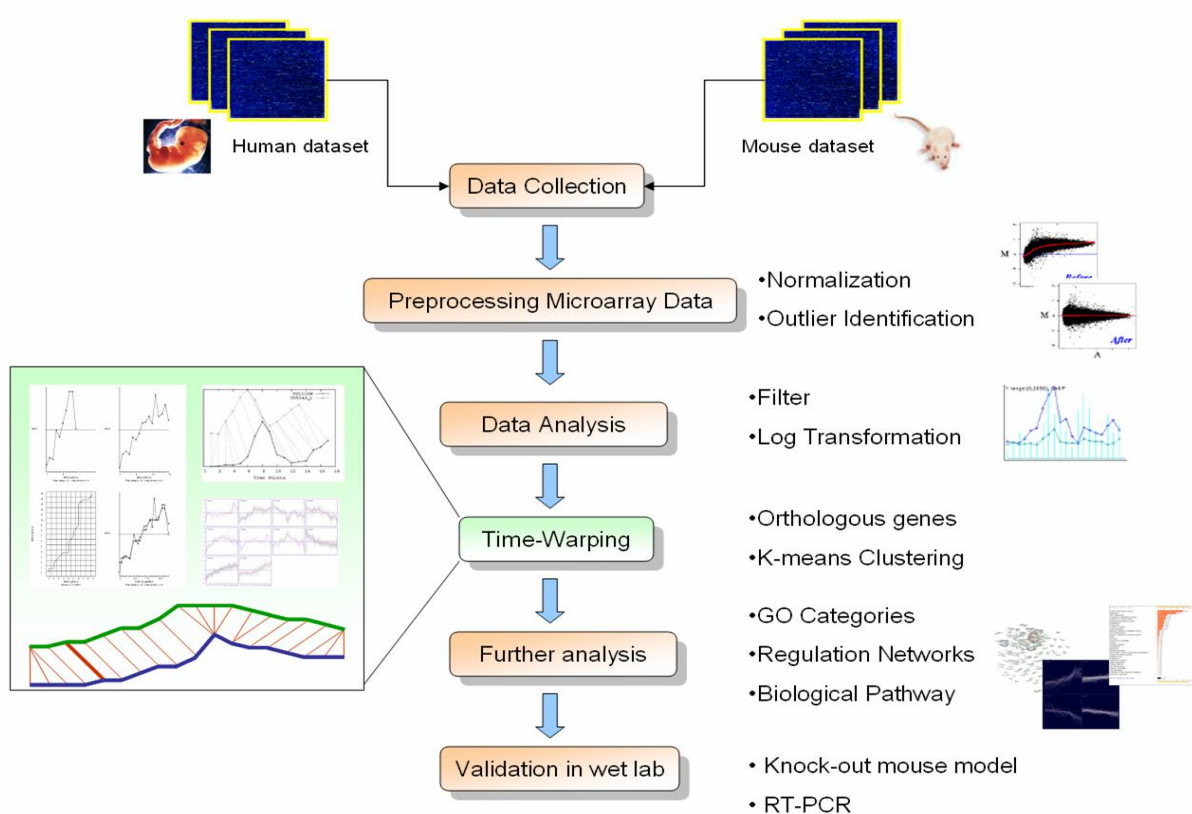 Human dataset
Mouse dataset
Data Collection
Preprocessing Microarray Data
•Normalization
•Outlier Identification
M
Before
M
After
A
Data Analysis
•Filter
•Log Transformation
Time Points
Time-Warping
•Orthologous genes
•K-means Clustering
Further analysis
•GO Categories
•Regulation Networks
•Biological Pathway
Validation in wet lab
• Knock-out mouse model
• RT-PCR